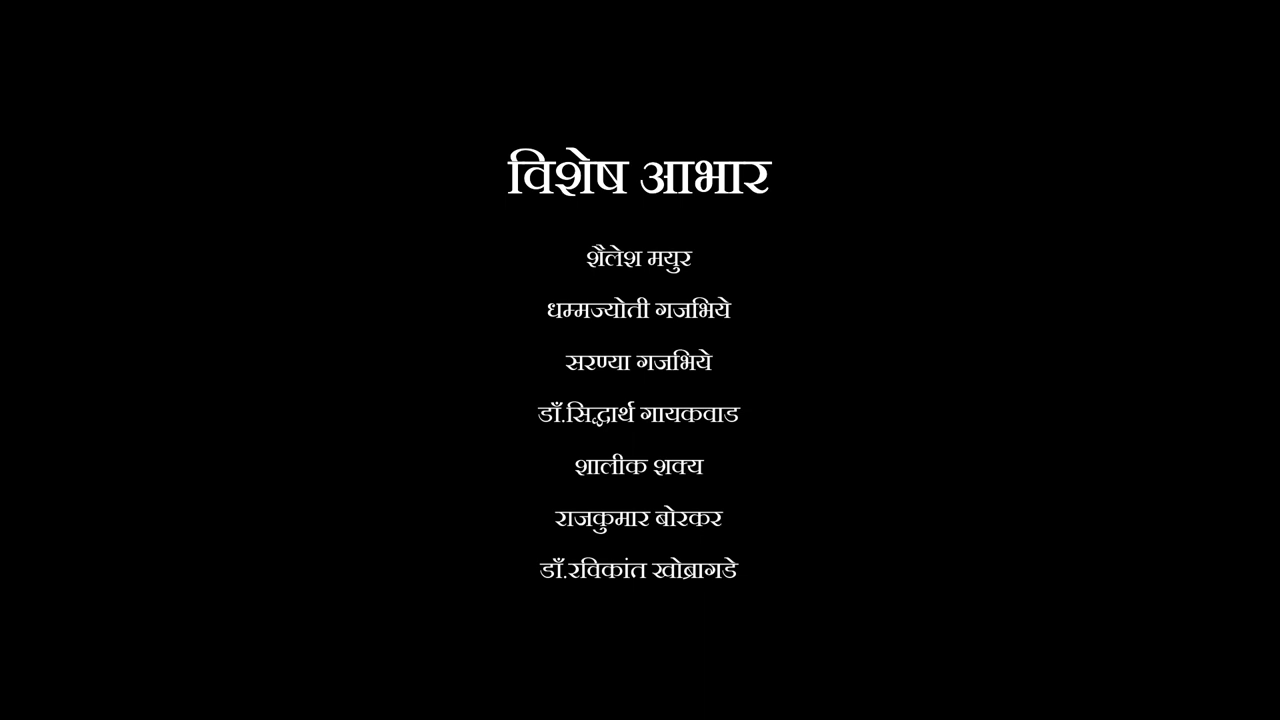 विशेष आभार
शैलेश मयुर
धम्मज्योती गजभिये
सरण्या गजभिये
डाँ.सिद्धार्थ गायकवाड
शालीक शक्य
राजकुमार बोरकर
डाँ.रविकांत खोब्रागडे